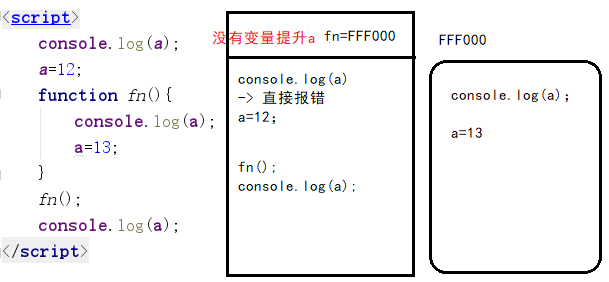 <script>
console.log(a);
a=12;
function fn(){
console.log(a);
a=13;
}
fn();
console.log(a);
</script>
没有变量提升a fn=FFF000
console.log(a)
-> 直接报错
a=12;
fn();
console.log(a);
FFF000
console.log(a);
a=13